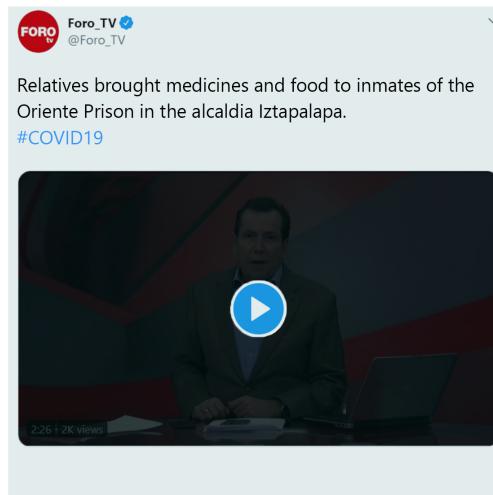 FORO
tv
Foro_TV
@Foro_TV
Relatives brought medicines and food to inmates of the
Oriente Prison in the alcaldia Iztapalapa.
#COVID19
2:26 | 2K views